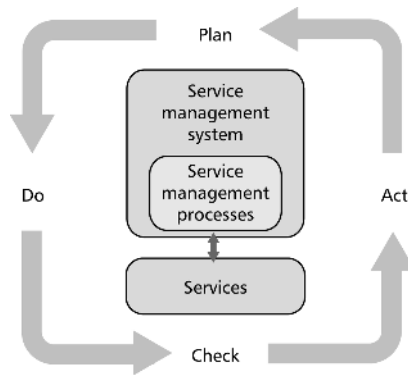 Plan
Service
management
system
Service
management
processes
Do
Act
Services
Check